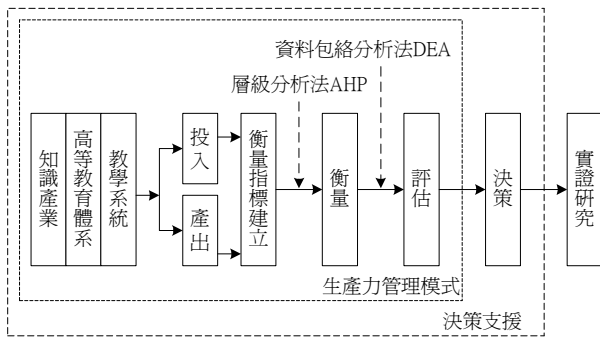 資料包絡分析法DEA
層級分析法AHP
知識產業
高等教育體系
教學系統
投入
產出
衡量指標建立
衡量
評估
決策
實證研究
生產力管理模式
決策支援